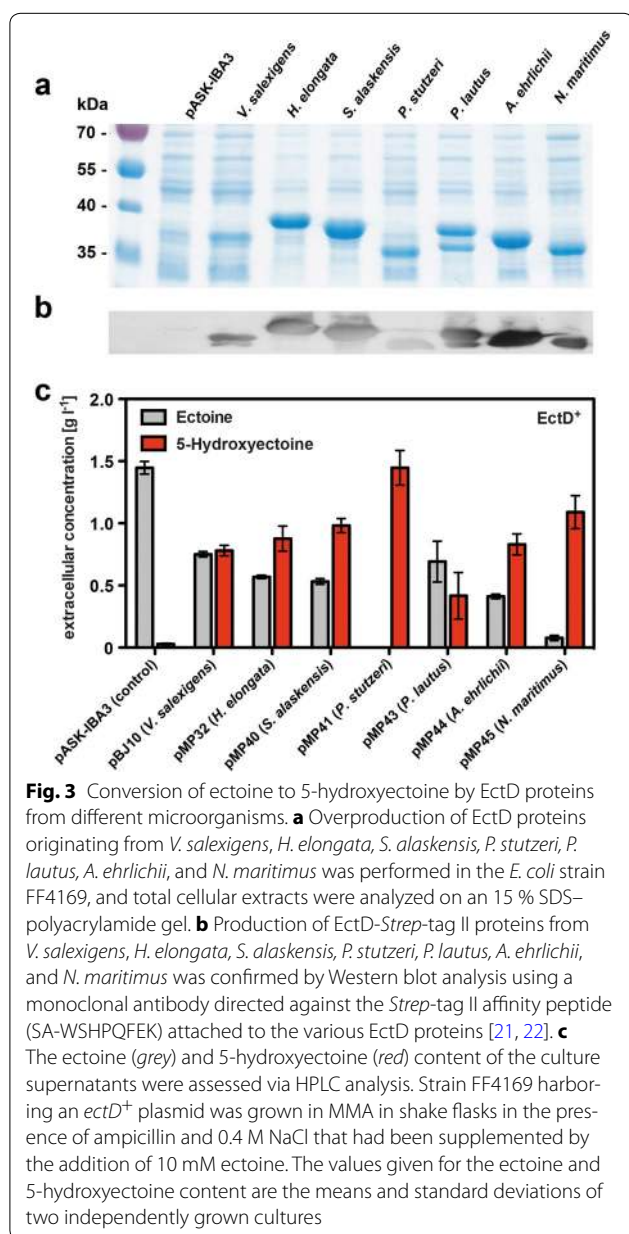 a
kDa
pASK-IBA3
V. salexigens
H. elongata
S. alaskensis
P. stutzeri
P. lautus
A. ehrlichii
N. maritimus
70 -
55 -
40 -
35 -
b
c
extracellular concentration [g l-1]
2.0
1.5
1.0
0.5
0
Ectoine
5-Hydroxyectoine
EctD+
pASK-IBA3 (control)
pBJ10 (V. salexigens)
pMP32 (H. elongata)
pMP40 (S. alaskensis)
pMP41 (P. stutzeri)
pMP43 (P. lautus)
pMP44 (A. ehrlichii)
pMP45 (N. maritimus)
Fig. 3 Conversion of ectoine to 5-hydroxyectoine by EctD proteins
from different microorganisms. a Overproduction of EctD proteins
originating from V. salexigens, H. elongata, S. alaskensis, P. stutzeri, P.
lautus, A. ehrlichii, and N. maritimus was performed in the E. coli strain
FF4169, and total cellular extracts were analyzed on an 15 % SDS–
polyacrylamide gel. b Production of EctD-Strep-tag II proteins from
V. salexigens, H. elongata, S. alaskensis, P. stutzeri, P. lautus, A. ehrlichii,
and N. maritimus was confirmed by Western blot analysis using a
monoclonal antibody directed against the Strep-tag II affinity peptide
(SA-WSHPQFEK) attached to the various EctD proteins [21, 22]. c
The ectoine (grey) and 5-hydroxyectoine (red) content of the culture
supernatants were assessed via HPLC analysis. Strain FF4169 harbor-
ing an ectD+ plasmid was grown in MMA in shake flasks in the pres-
ence of ampicillin and 0.4 M NaCl that had been supplemented by
the addition of 10 mM ectoine. The values given for the ectoine and
5-hydroxyectoine content are the means and standard deviations of
two independently grown cultures